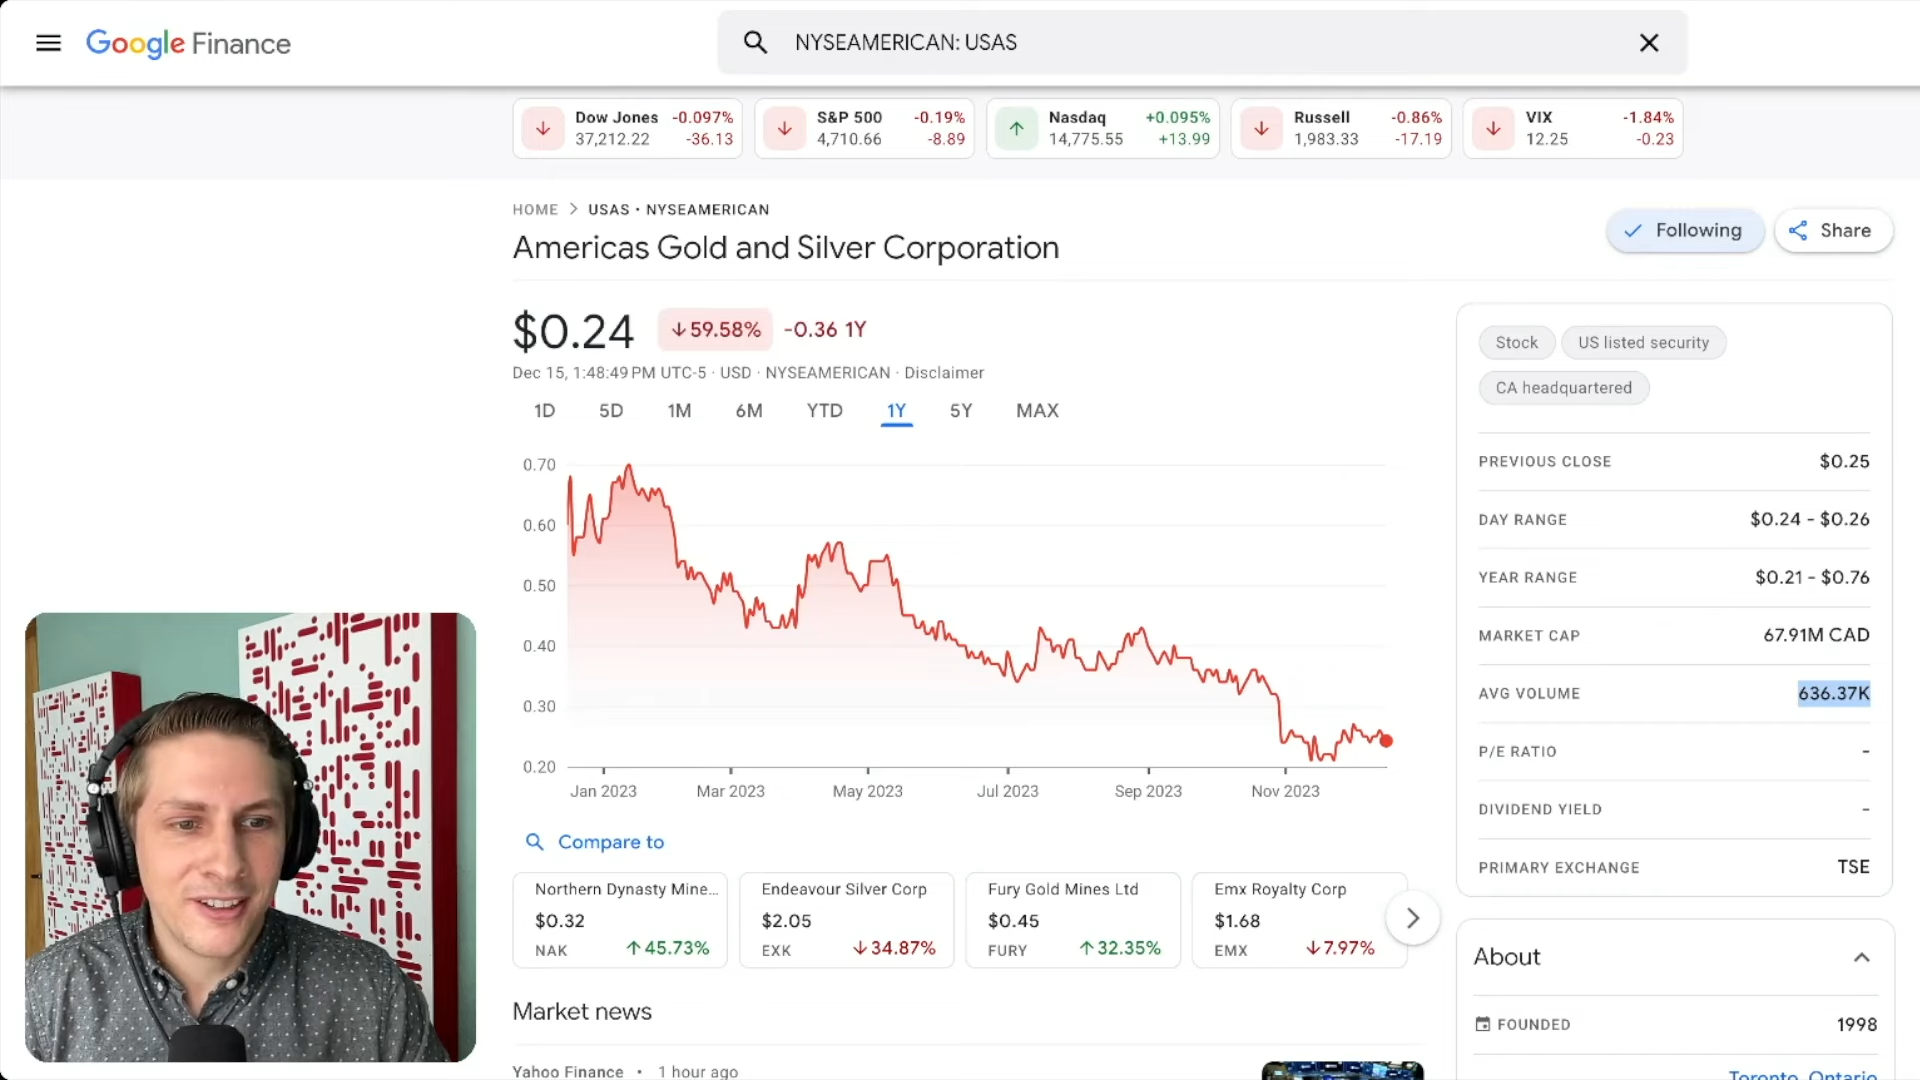 Google Finance
NYSEAMERICAN: USAS
Dow Jones -0.097%
37,212.22 -36.13
S&P 500 -0.19%
4,710.66 -8.89
Nasdaq +0.095%
14,775.55 +13.99
Russell -0.86%
1,983.33 -17.19
VIX -1.84%
12.25 -0.23
HOME > USAS • NYSEAMERICAN
Americas Gold and Silver Corporation
Following
Share
$0.24 ↓59.58% -0.36 1Y
Dec 15, 1:48:49 PM UTC-5 · USD · NYSEAMERICAN · Disclaimer
1D 5D 1M 6M YTD 1Y 5Y MAX
0.70
0.60
0.50
0.40
0.30
0.20
Jan 2023 Mar 2023 May 2023 Jul 2023 Sep 2023 Nov 2023
Compare to
Northern Dynasty Mine...
$0.32
NAK ↑45.73%
Endeavour Silver Corp
$2.05
EXK ↓34.87%
Fury Gold Mines Ltd
$0.45
FURY ↑32.35%
Emx Royalty Corp
$1.68
EMX ↓7.97%
Market news
Yahoo Finance • 1 hour ago
Stock
US listed security
CA headquartered
PREVIOUS CLOSE $0.25
DAY RANGE $0.24 - $0.26
YEAR RANGE $0.21 - $0.76
MARKET CAP 67.91M CAD
AVG VOLUME 636.37K
P/E RATIO -
DIVIDEND YIELD -
PRIMARY EXCHANGE TSE
About
FOUNDED 1998
Toronto, Ontario